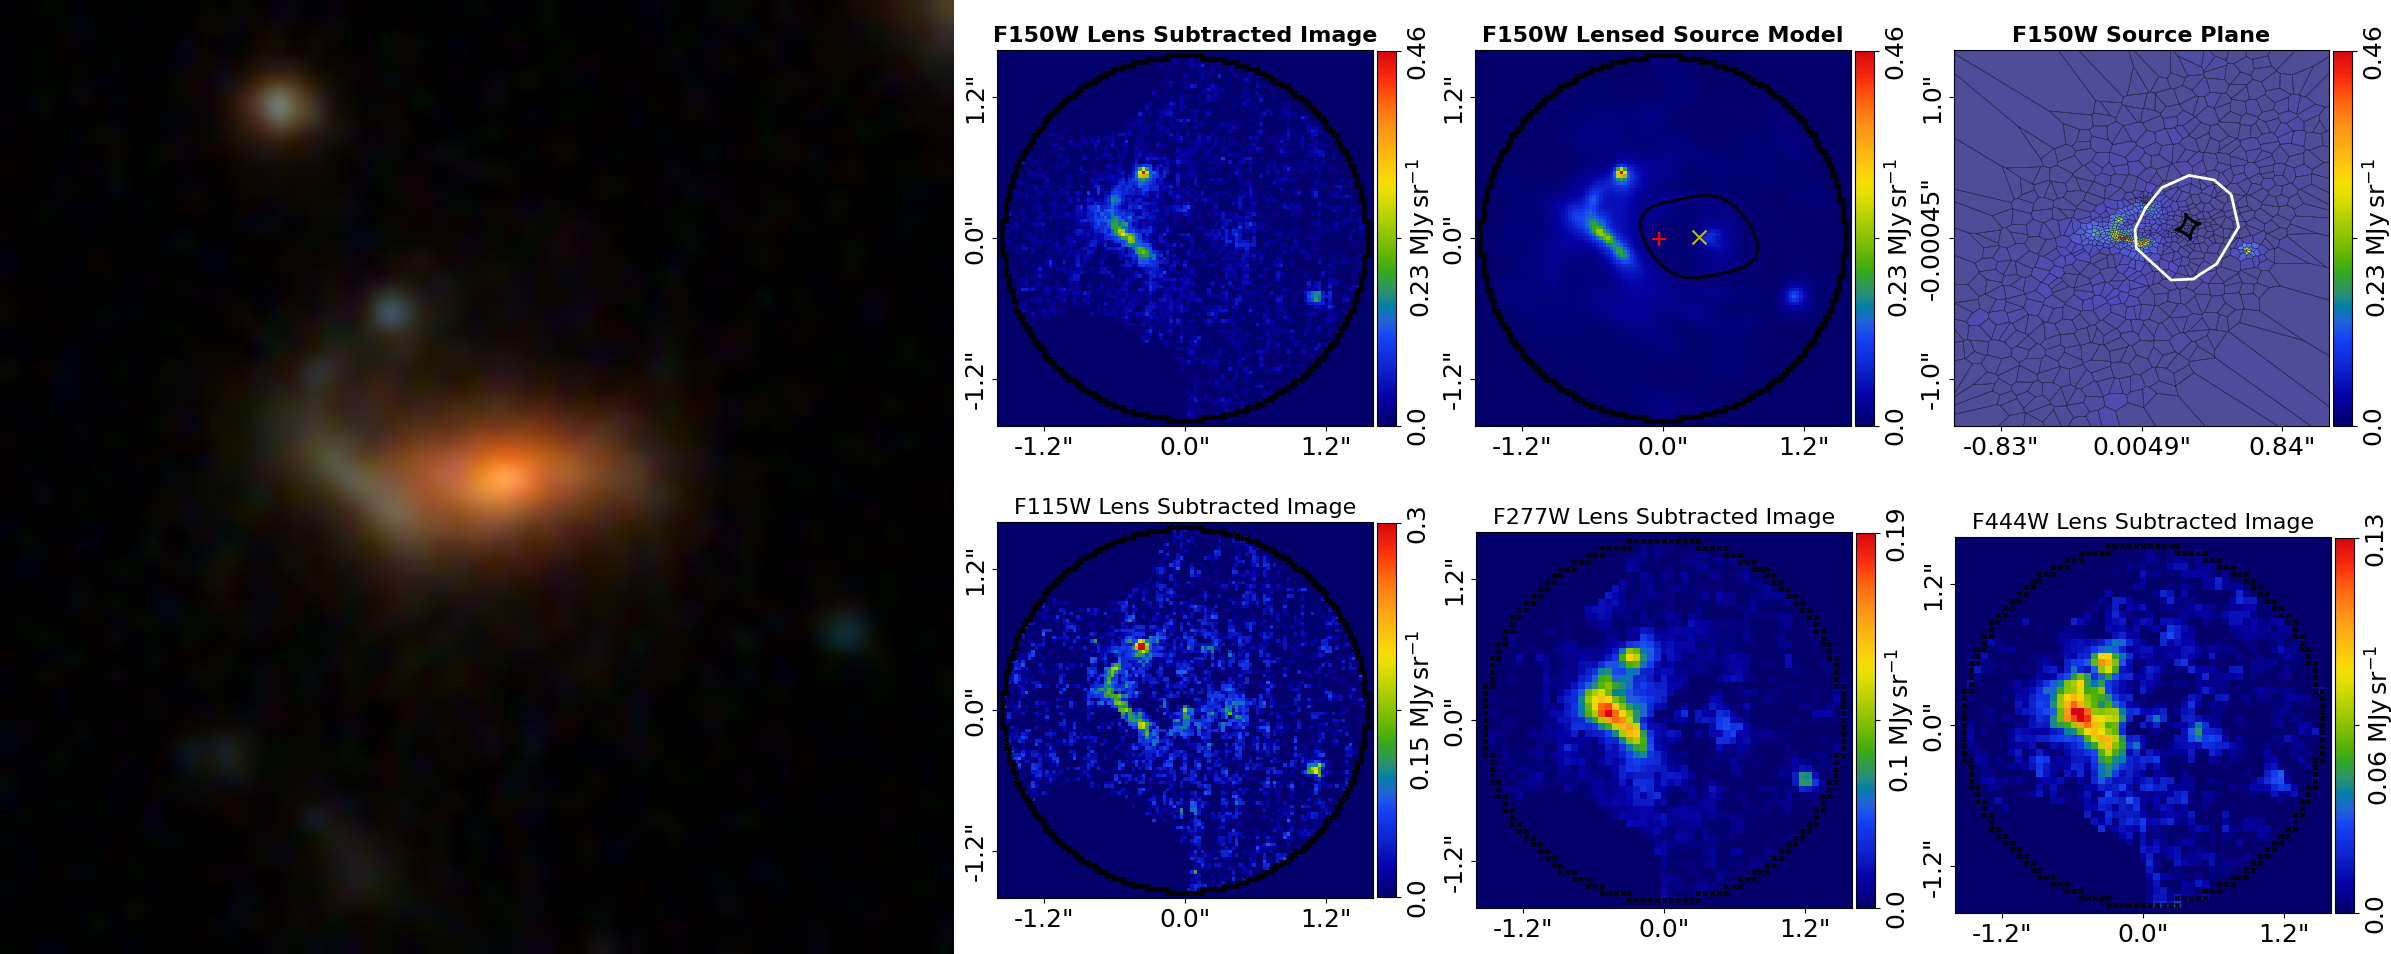 F150W Lens Subtracted Image
1.2"
0.0"
-1.2"
-1.2" 0.0" 1.2"
0.46
0.23 MJy sr⁻¹
0.0
F150W Lensed Source Model
1.2"
0.0"
-1.2"
-1.2" 0.0" 1.2"
0.46
0.23 MJy sr⁻¹
0.0
F150W Source Plane
1.0"
-0.00045"
-1.0"
-0.83" 0.0049" 0.84"
0.46
0.23 MJy sr⁻¹
0.0
F115W Lens Subtracted Image
1.2"
0.0"
-1.2"
-1.2" 0.0" 1.2"
0.3
0.15 MJy sr⁻¹
0.0
F277W Lens Subtracted Image
1.2"
0.0"
-1.2"
-1.2" 0.0" 1.2"
0.19
0.1 MJy sr⁻¹
0.0
F444W Lens Subtracted Image
1.2"
0.0"
-1.2"
-1.2" 0.0" 1.2"
0.13
0.06 MJy sr⁻¹
0.0